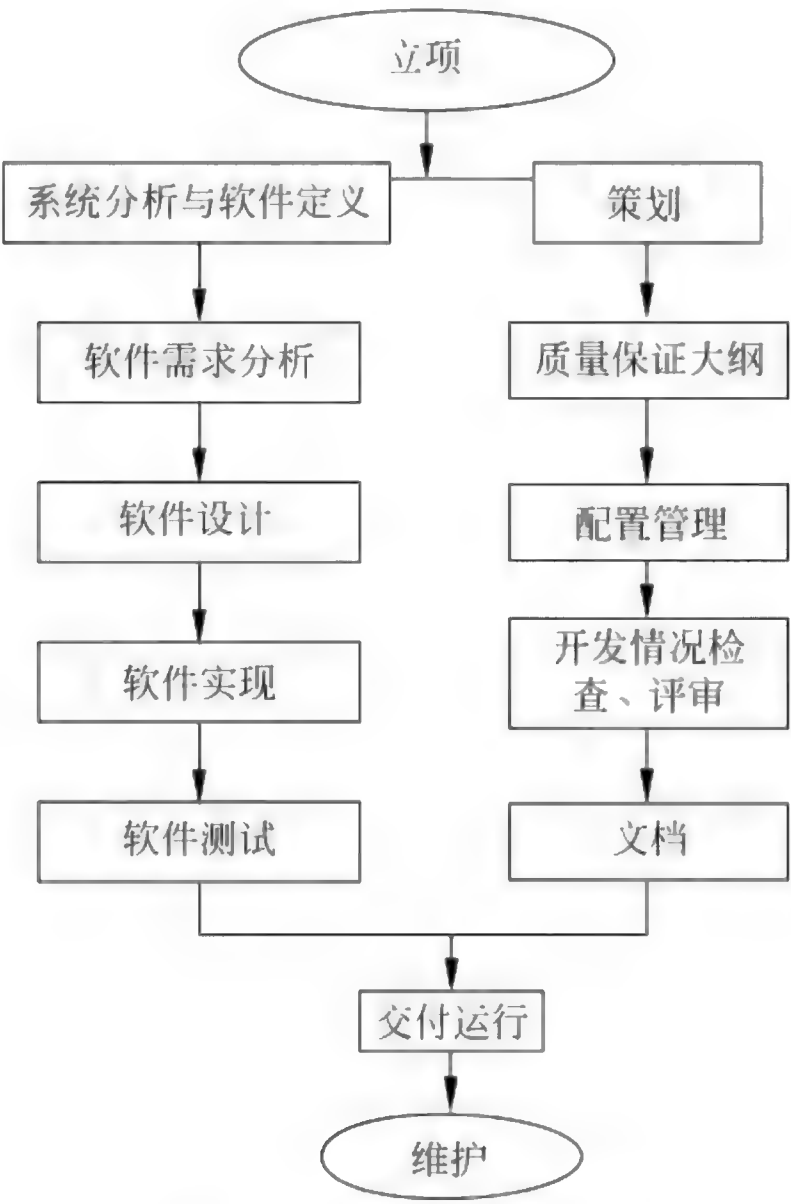 立项
系统分析与软件定义
策划
软件需求分析
质量保证大纲
软件设计
配置管理
软件实现
开发情况检
查、评审
软件测试
文档
交付运行
维护